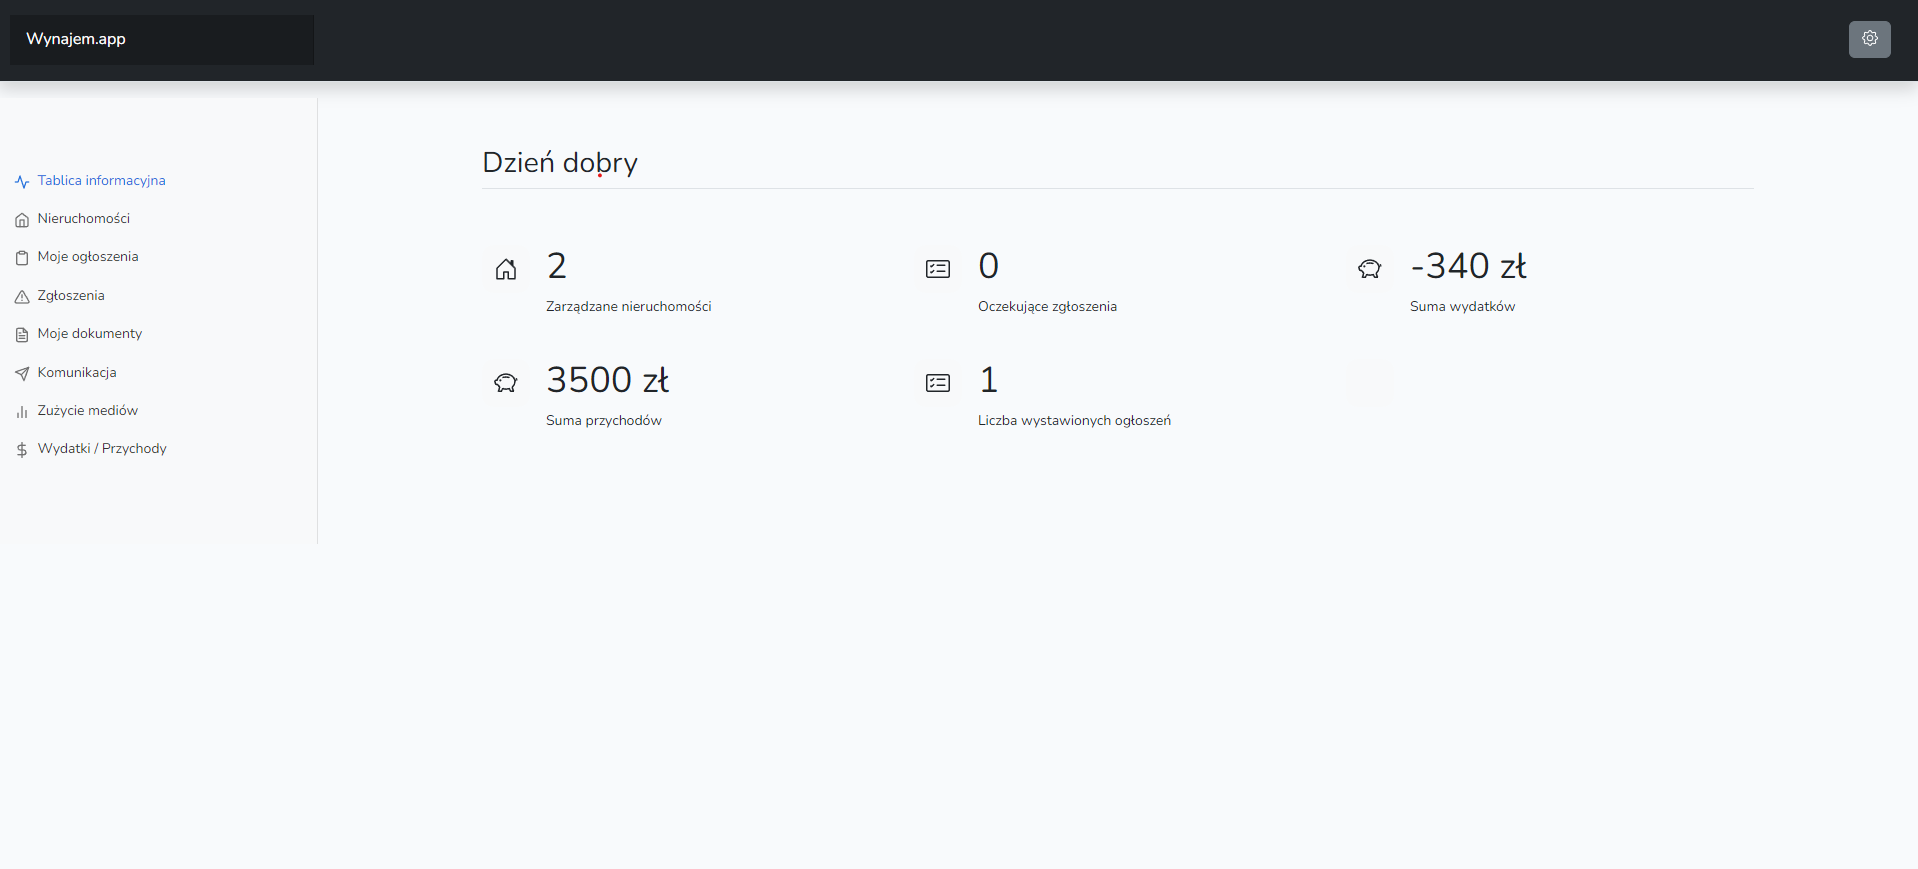 Wynajem.app
Tablica informacyjna
Nieruchomości
Moje ogłoszenia
Zgłoszenia
Moje dokumenty
Komunikacja
Zużycie mediów
Wydatki / Przychody
Dzień dobry
2
Zarządzane nieruchomości
0
Oczekujące zgłoszenia
-340 zł
Suma wydatków
3500 zł
Suma przychodów
1
Liczba wystawionych ogłoszeń